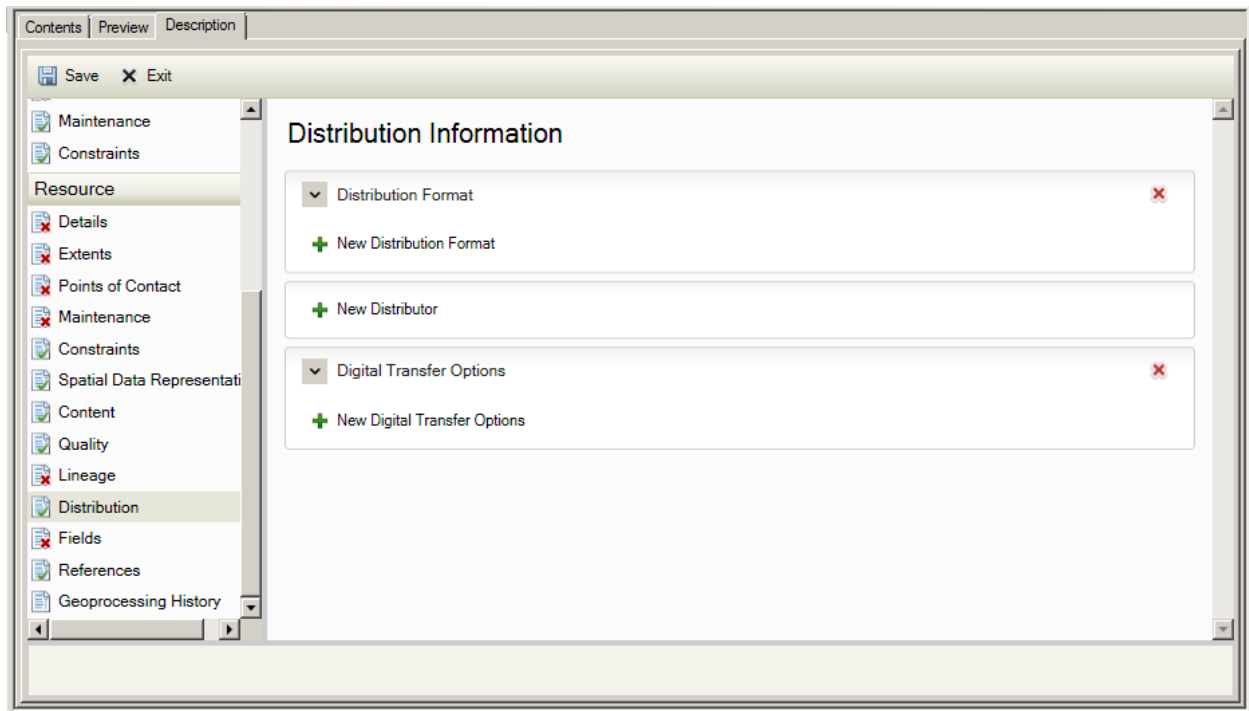 Contents Preview Description
Save Exit
Maintenance
Constraints
Resource
Details
Extents
Points of Contact
Maintenance
Constraints
Spatial Data Representati
Content
Quality
Lineage
Distribution
Fields
References
Geoprocessing History
Distribution Information
Distribution Format
New Distribution Format
New Distributor
Digital Transfer Options
New Digital Transfer Options